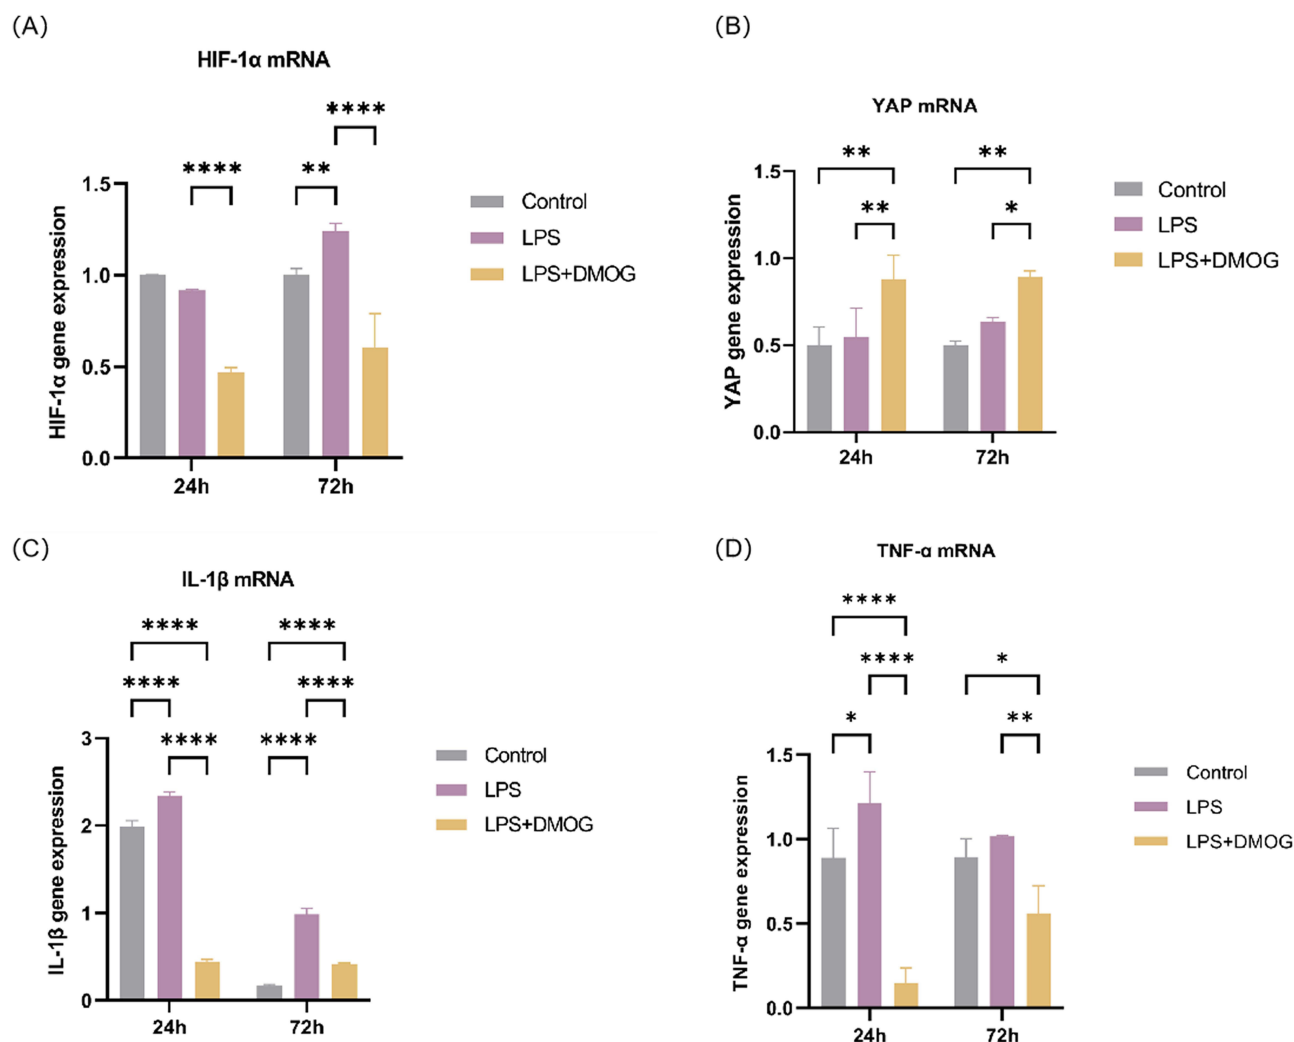 (A)
HIF-1α mRNA
****
**** **
HIF-1α gene expression
1.5
1.0
0.5
0.0
24h 72h
Control
LPS
LPS+DMOG
(B)
YAP mRNA
** **
** *
YAP gene expression
1.5
1.0
0.5
0.0
24h 72h
Control
LPS
LPS+DMOG
(C)
IL-1β mRNA
**** ****
**** ****
**** ****
IL-1β gene expression
3
2
1
0
24h 72h
Control
LPS
LPS+DMOG
(D)
TNF-α mRNA
****
**** *
* **
TNF-α gene expression
1.5
1.0
0.5
0.0
24h 72h
Control
LPS
LPS+DMOG